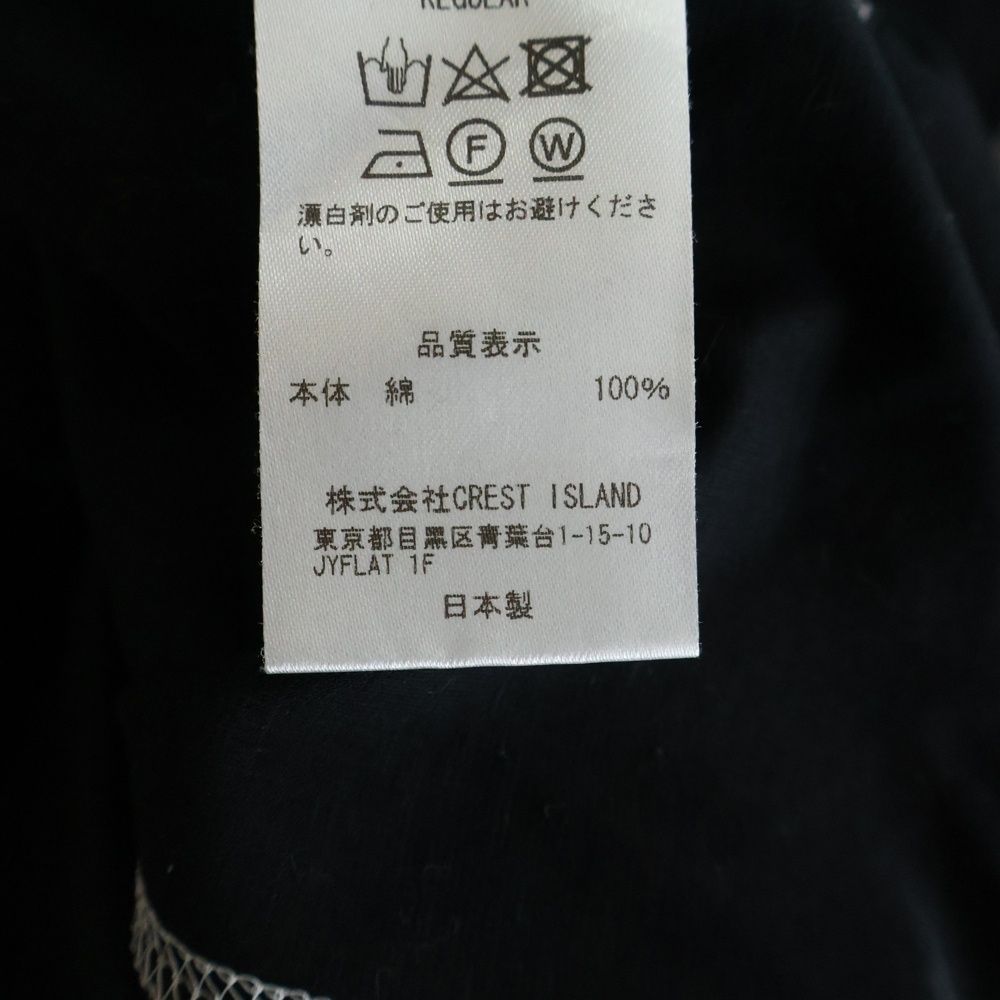 REGULAR
F W
漂白剤のご使用はお避けくださ
い。
品質表示
本体 綿 100%
株式会社CREST ISLAND
東京都目黒区青葉台1-15-10
JYFLAT 1F
日本製